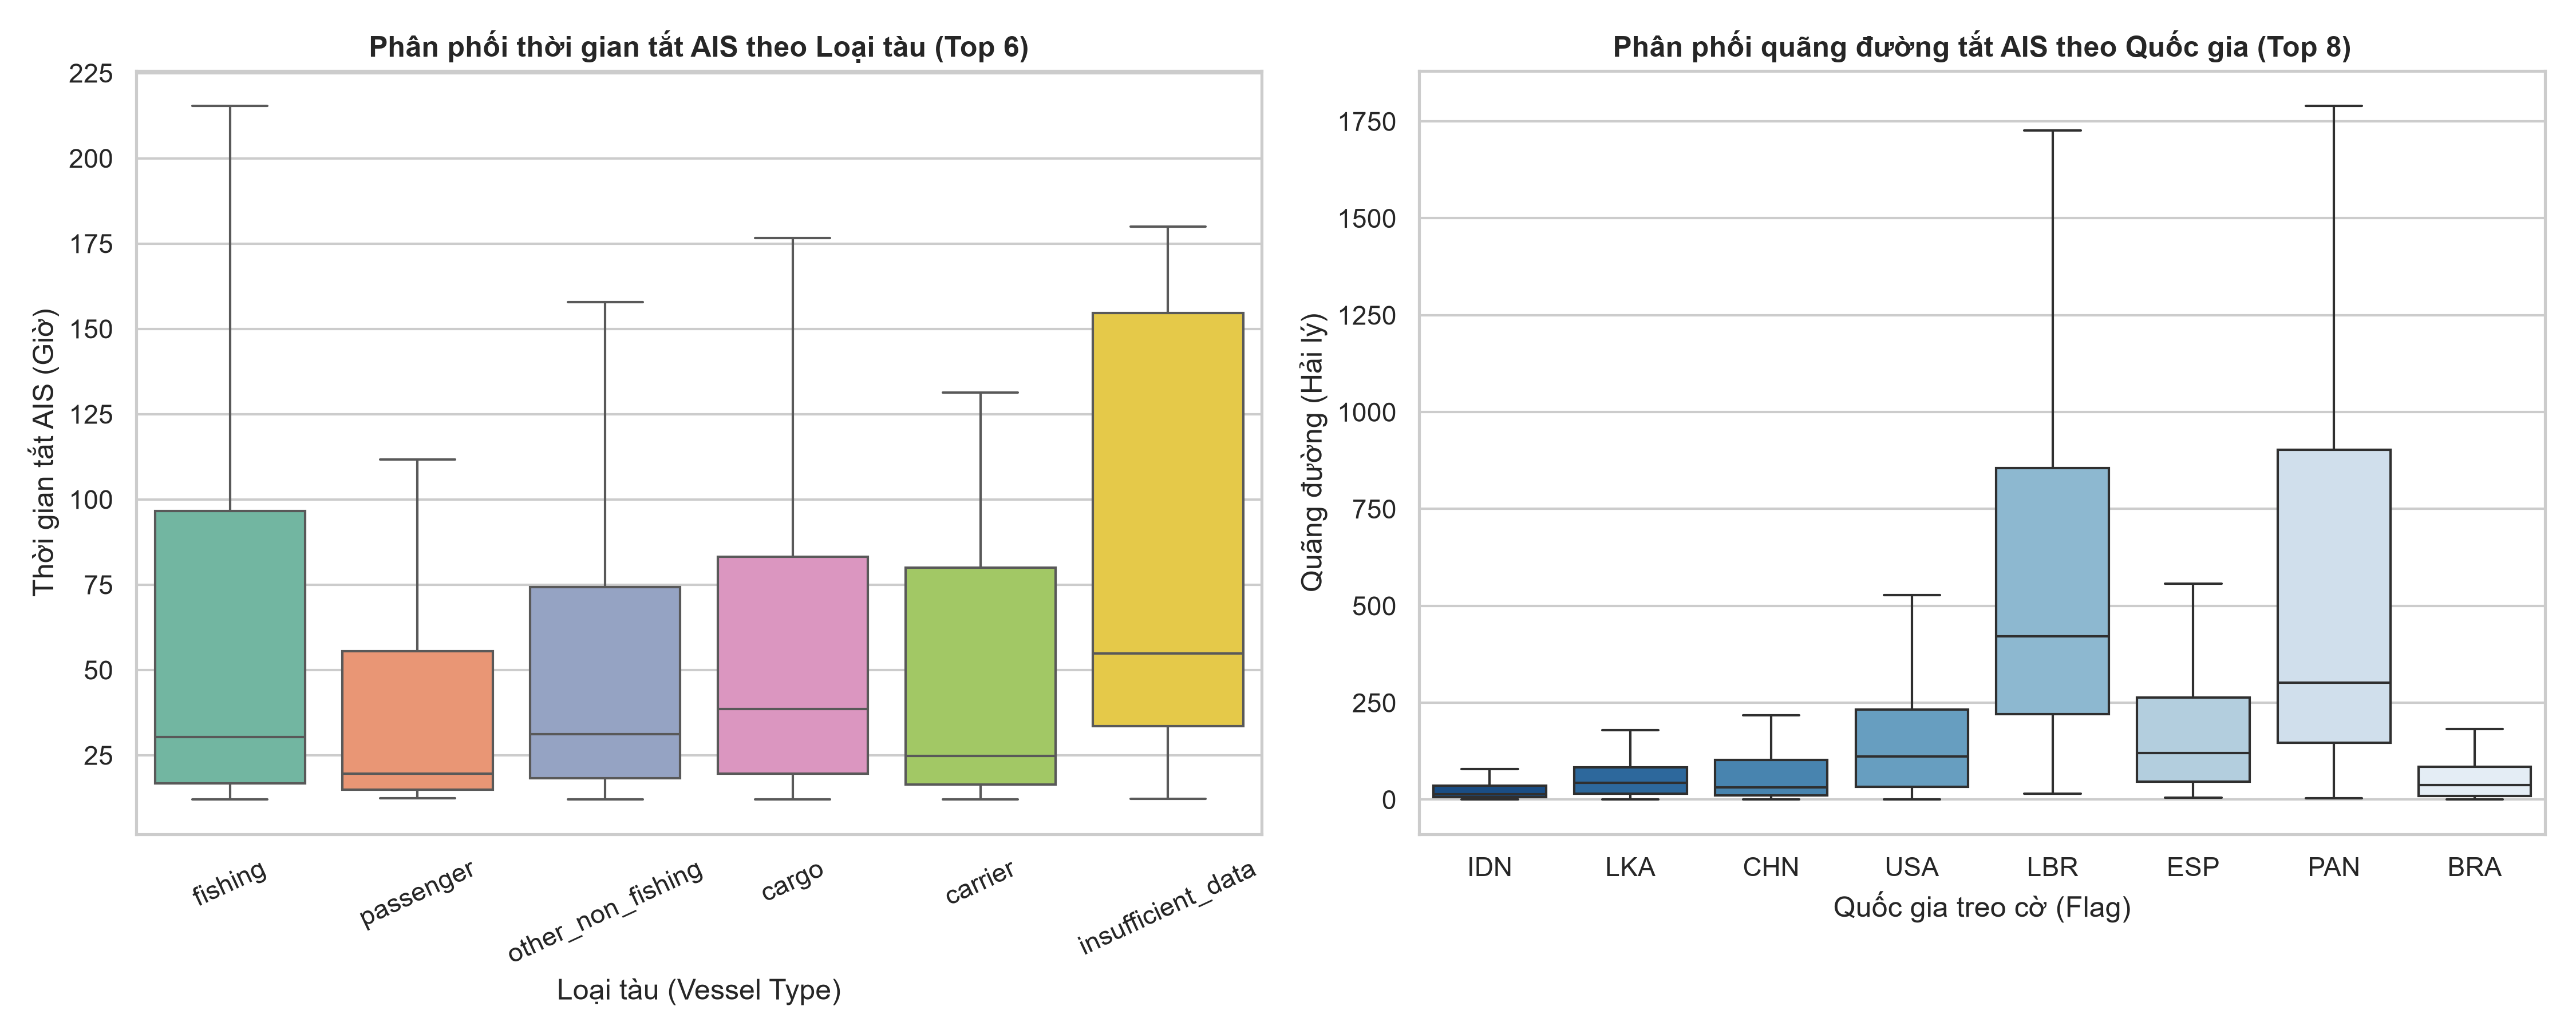 Phân phối thời gian tắt AIS theo Loại tàu (Top 6)
225
200
175
150
125
100
75
50
25
Thời gian tắt AIS (Giờ)
fishing
passenger
other_non_fishing
cargo
carrier
insufficient_data
Loại tàu (Vessel Type)
Phân phối quãng đường tắt AIS theo Quốc gia (Top 8)
1750
1500
1250
1000
750
500
250
0
Quãng đường (Hải lý)
IDN
LKA
CHN
USA
LBR
ESP
PAN
BRA
Quốc gia treo cờ (Flag)